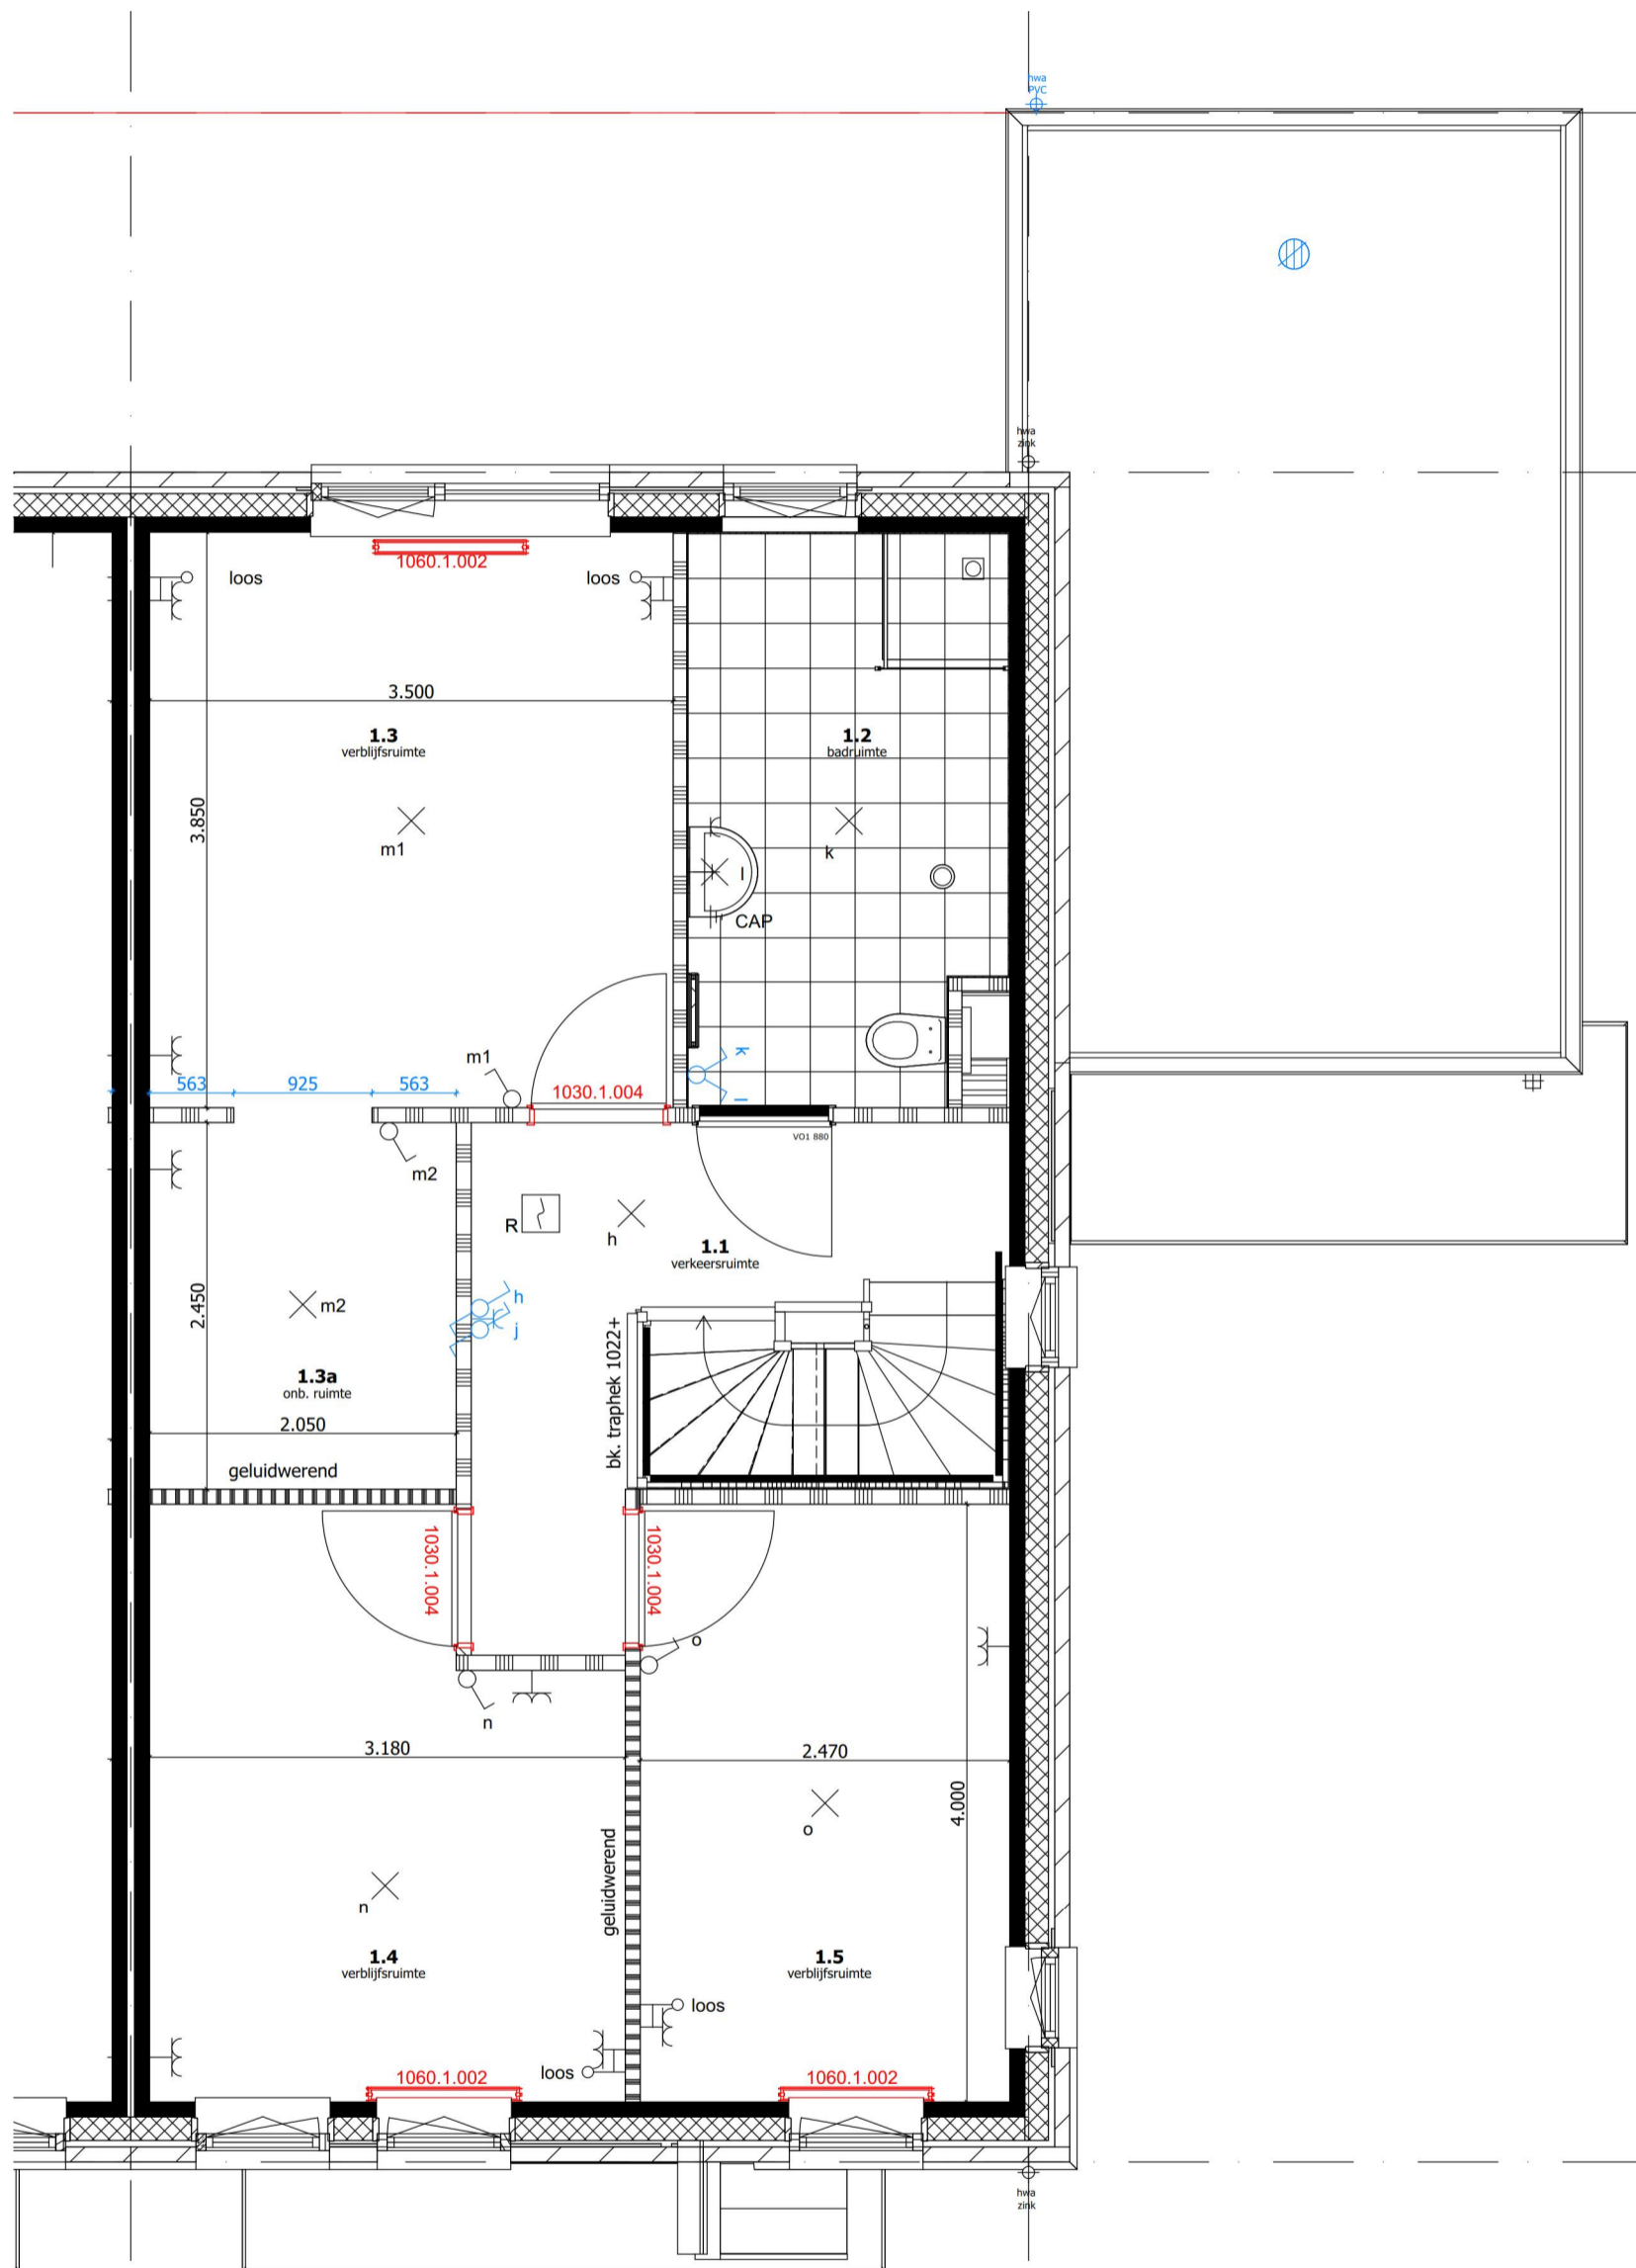 hwa
PVC
hwa
zink
1060.1.002
loos
loos
3.500
1.3
verblijfsruimte
1.2
badruimte
3.850
m1
k
l
CAP
m1
k
l
563
925
563
1030.1.004
VO1 880
m2
R
h
1.1
verkeersruimte
2.450
m2
h
j
bk. traphek 1022+
1.3a
onb. ruimte
2.050
geluidwerend
1030.1.004
1030.1.004
o
n
3.180
2.470
4.000
o
geluidwerend
n
1.4
verblijfsruimte
1.5
verblijfsruimte
loos
loos
1060.1.002
1060.1.002
hwa
zink